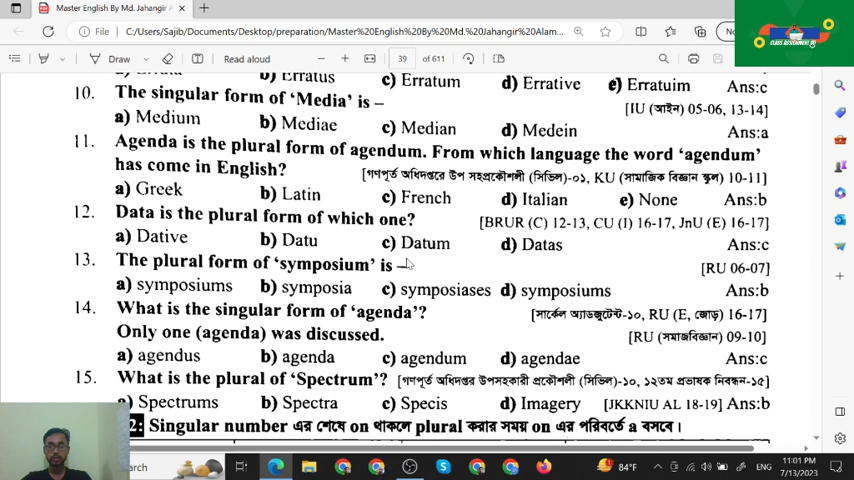 Master English By Md. Jahangir A
File C:/Users/Sajib/Documents/Desktop/preparation/Master%20English%20By%20Md.%20Jahangir%20Alam...
CLASS ASSIGNMENT BD
Draw Read aloud 39 of 611
b) Erratus c) Erratum d) Errative e) Erratuim Ans:c
10. The singular form of ‘Media’ is –
[IU (আইন) 05-06, 13-14]
a) Medium b) Mediae c) Median d) Medein Ans:a
11. Agenda is the plural form of agendum. From which language the word ‘agendum’
has come in English? [গণপূর্ত অধিদপ্তরে উপ সহপ্রকৌশলী (সিভিল)-০১, KU (সামাজিক বিজ্ঞান স্কুল) 10-11]
a) Greek b) Latin c) French d) Italian e) None Ans:b
12. Data is the plural form of which one? [BRUR (C) 12-13, CU (I) 16-17, JnU (E) 16-17]
a) Dative b) Datu c) Datum d) Datas Ans:c
13. The plural form of ‘symposium’ is – [RU 06-07]
a) symposiums b) symposia c) symposiases d) symposiums Ans:b
14. What is the singular form of ‘agenda’? [সার্কেল অ্যাডজুটেন্ট-১০, RU (E, জোড়) 16-17]
Only one (agenda) was discussed. [RU (সমাজবিজ্ঞান) 09-10]
a) agendus b) agenda c) agendum d) agendae Ans:c
15. What is the plural of ‘Spectrum’? [গণপূর্ত অধিদপ্তর উপসহকারী প্রকৌশলী (সিভিল)-১০, ১২তম প্রভাষক নিবন্ধন-১৫]
a) Spectrums b) Spectra c) Specis d) Imagery [JKKNIU AL 18-19] Ans:b
2: Singular number এর শেষে on থাকলে plural করার সময় on এর পরিবর্তে a বসবে।
earch 84°F ENG 11:01 PM
7/13/2023